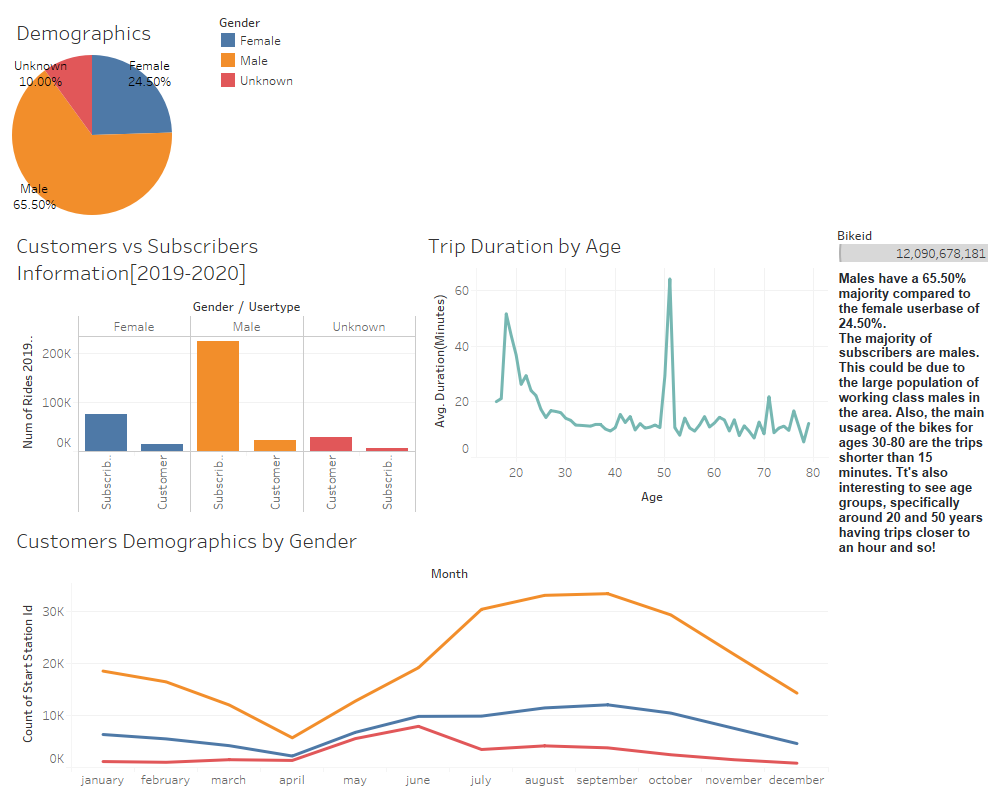 Demographics
Gender
Female
Male
Unknown
Unknown
10.00%
Female
24.50%
Male
65.50%
Customers vs Subscribers
Information[2019-2020]
Gender / Usertype
Female
Male
Unknown
Num of Rides 2019..
200K
100K
0K
Subscrib..
Customer
Subscrib..
Customer
Customer
Subscrib..
Trip Duration by Age
Avg. Duration(Minutes)
60
40
20
0
20
30
40
50
60
70
80
Age
Bikeid
12,090,678,181
Males have a 65.50%
majority compared to
the female userbase of
24.50%.
The majority of
subscribers are males.
This could be due to
the large population of
working class males in
the area. Also, the main
usage of the bikes for
ages 30-80 are the trips
shorter than 15
minutes. Tt's also
interesting to see age
groups, specifically
around 20 and 50 years
having trips closer to
an hour and so!
Customers Demographics by Gender
Month
Count of Start Station Id
30K
20K
10K
0K
january
february
march
april
may
june
july
august
september
october
november
december